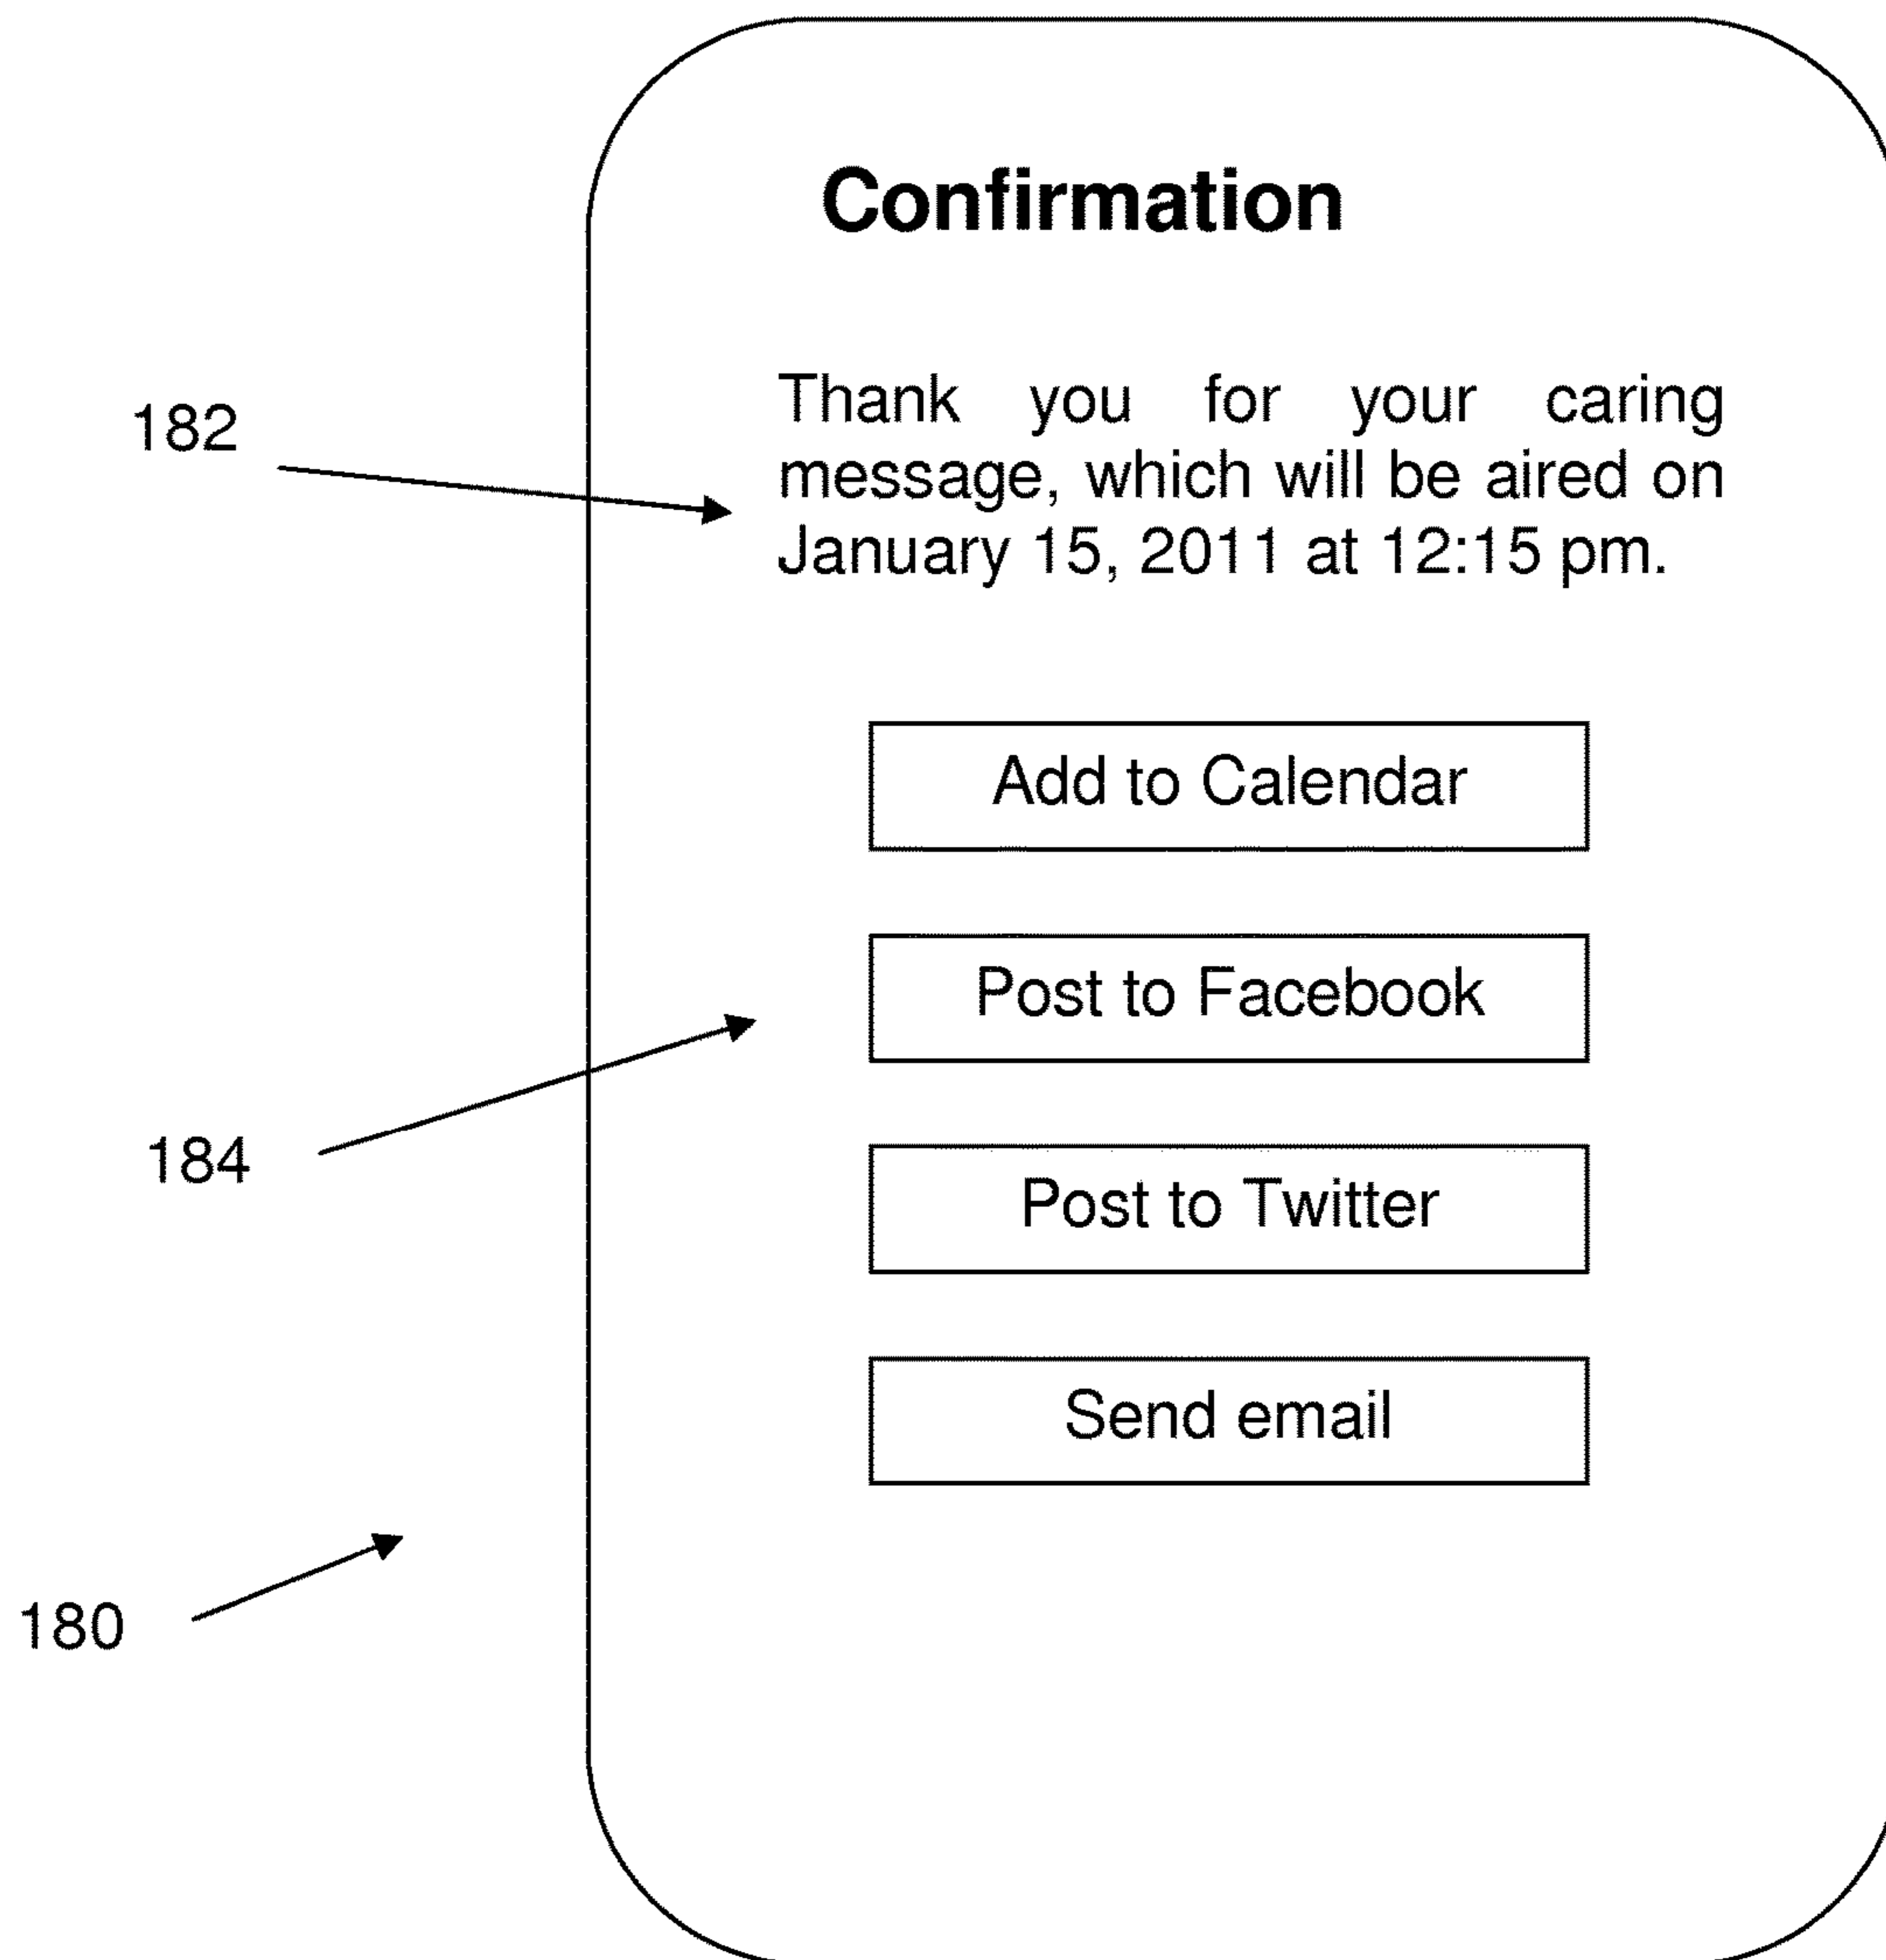 Confirmation
182
Thank you for your caring
message, which will be aired on
January 15, 2011 at 12:15 pm.
Add to Calendar
Post to Facebook
184
Post to Twitter
Send email
180